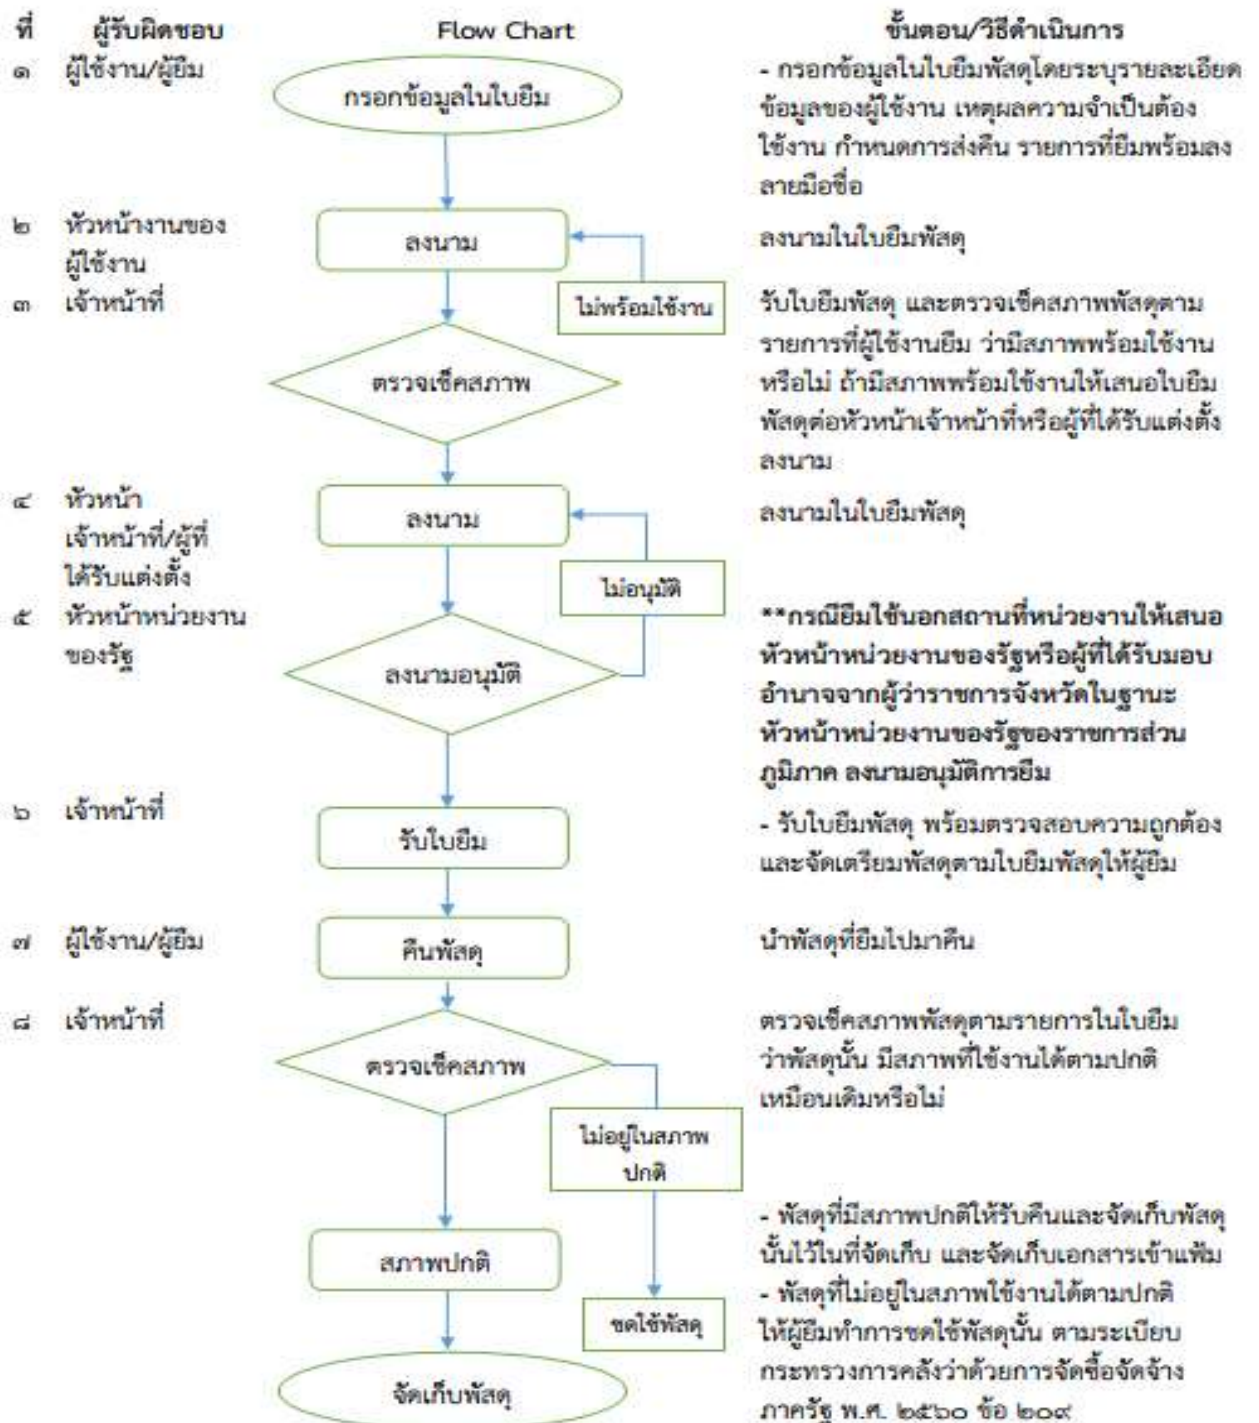 ที่ ผู้รับผิดชอบ Flow Chart ขั้นตอน/วิธีดำเนินการ
๑ ผู้ใช้งาน/ผู้ยืม
กรอกข้อมูลในใบยืม
- กรอกข้อมูลในใบยืมพัสดุโดยระบุรายละเอียด
ข้อมูลของผู้ใช้งาน เหตุผลความจำเป็นต้อง
ใช้งาน กำหนดการส่งคืน รายการที่ยืมพร้อมลง
ลายมือชื่อ
๒ หัวหน้างานของ
ผู้ใช้งาน
ลงนาม
ลงนามในใบยืมพัสดุ
๓ เจ้าหน้าที่
ไม่พร้อมใช้งาน
ตรวจเช็คสภาพ
รับใบยืมพัสดุ และตรวจเช็คสภาพพัสดุตาม
รายการที่ผู้ใช้งานยืม ว่ามีสภาพพร้อมใช้งาน
หรือไม่ ถ้ามีสภาพพร้อมใช้งานให้เสนอใบยืม
พัสดุต่อหัวหน้าเจ้าหน้าที่หรือผู้ที่ได้รับแต่งตั้ง
ลงนาม
๔ หัวหน้า
เจ้าหน้าที่/ผู้ที่
ได้รับแต่งตั้ง
ลงนาม
ลงนามในใบยืมพัสดุ
ไม่อนุมัติ
๕ หัวหน้าหน่วยงาน
ของรัฐ
ลงนามอนุมัติ
**กรณียืมใช้นอกสถานที่หน่วยงานให้เสนอ
หัวหน้าหน่วยงานของรัฐหรือผู้ที่ได้รับมอบ
อำนาจจากผู้ว่าราชการจังหวัดในฐานะ
หัวหน้าหน่วยงานของรัฐของราชการส่วน
ภูมิภาค ลงนามอนุมัติการยืม
๖ เจ้าหน้าที่
รับใบยืม
- รับใบยืมพัสดุ พร้อมตรวจสอบความถูกต้อง
และจัดเตรียมพัสดุตามใบยืมพัสดุให้ผู้ยืม
๗ ผู้ใช้งาน/ผู้ยืม
คืนพัสดุ
นำพัสดุที่ยืมไปมาคืน
๘ เจ้าหน้าที่
ตรวจเช็คสภาพ
ตรวจเช็คสภาพพัสดุตามรายการในใบยืม
ว่าพัสดุนั้น มีสภาพที่ใช้งานได้ตามปกติ
เหมือนเดิมหรือไม่
ไม่อยู่ในสภาพ
ปกติ
สภาพปกติ
ชดใช้พัสดุ
จัดเก็บพัสดุ
- พัสดุที่มีสภาพปกติให้รับคืนและจัดเก็บพัสดุ
นั้นไว้ในที่จัดเก็บ และจัดเก็บเอกสารเข้าแฟ้ม
- พัสดุที่ไม่อยู่ในสภาพใช้งานได้ตามปกติ
ให้ผู้ยืมทำการชดใช้พัสดุนั้น ตามระเบียบ
กระทรวงการคลังว่าด้วยการจัดซื้อจัดจ้าง
ภาครัฐ พ.ศ. ๒๕๖๐ ข้อ ๒๐๙